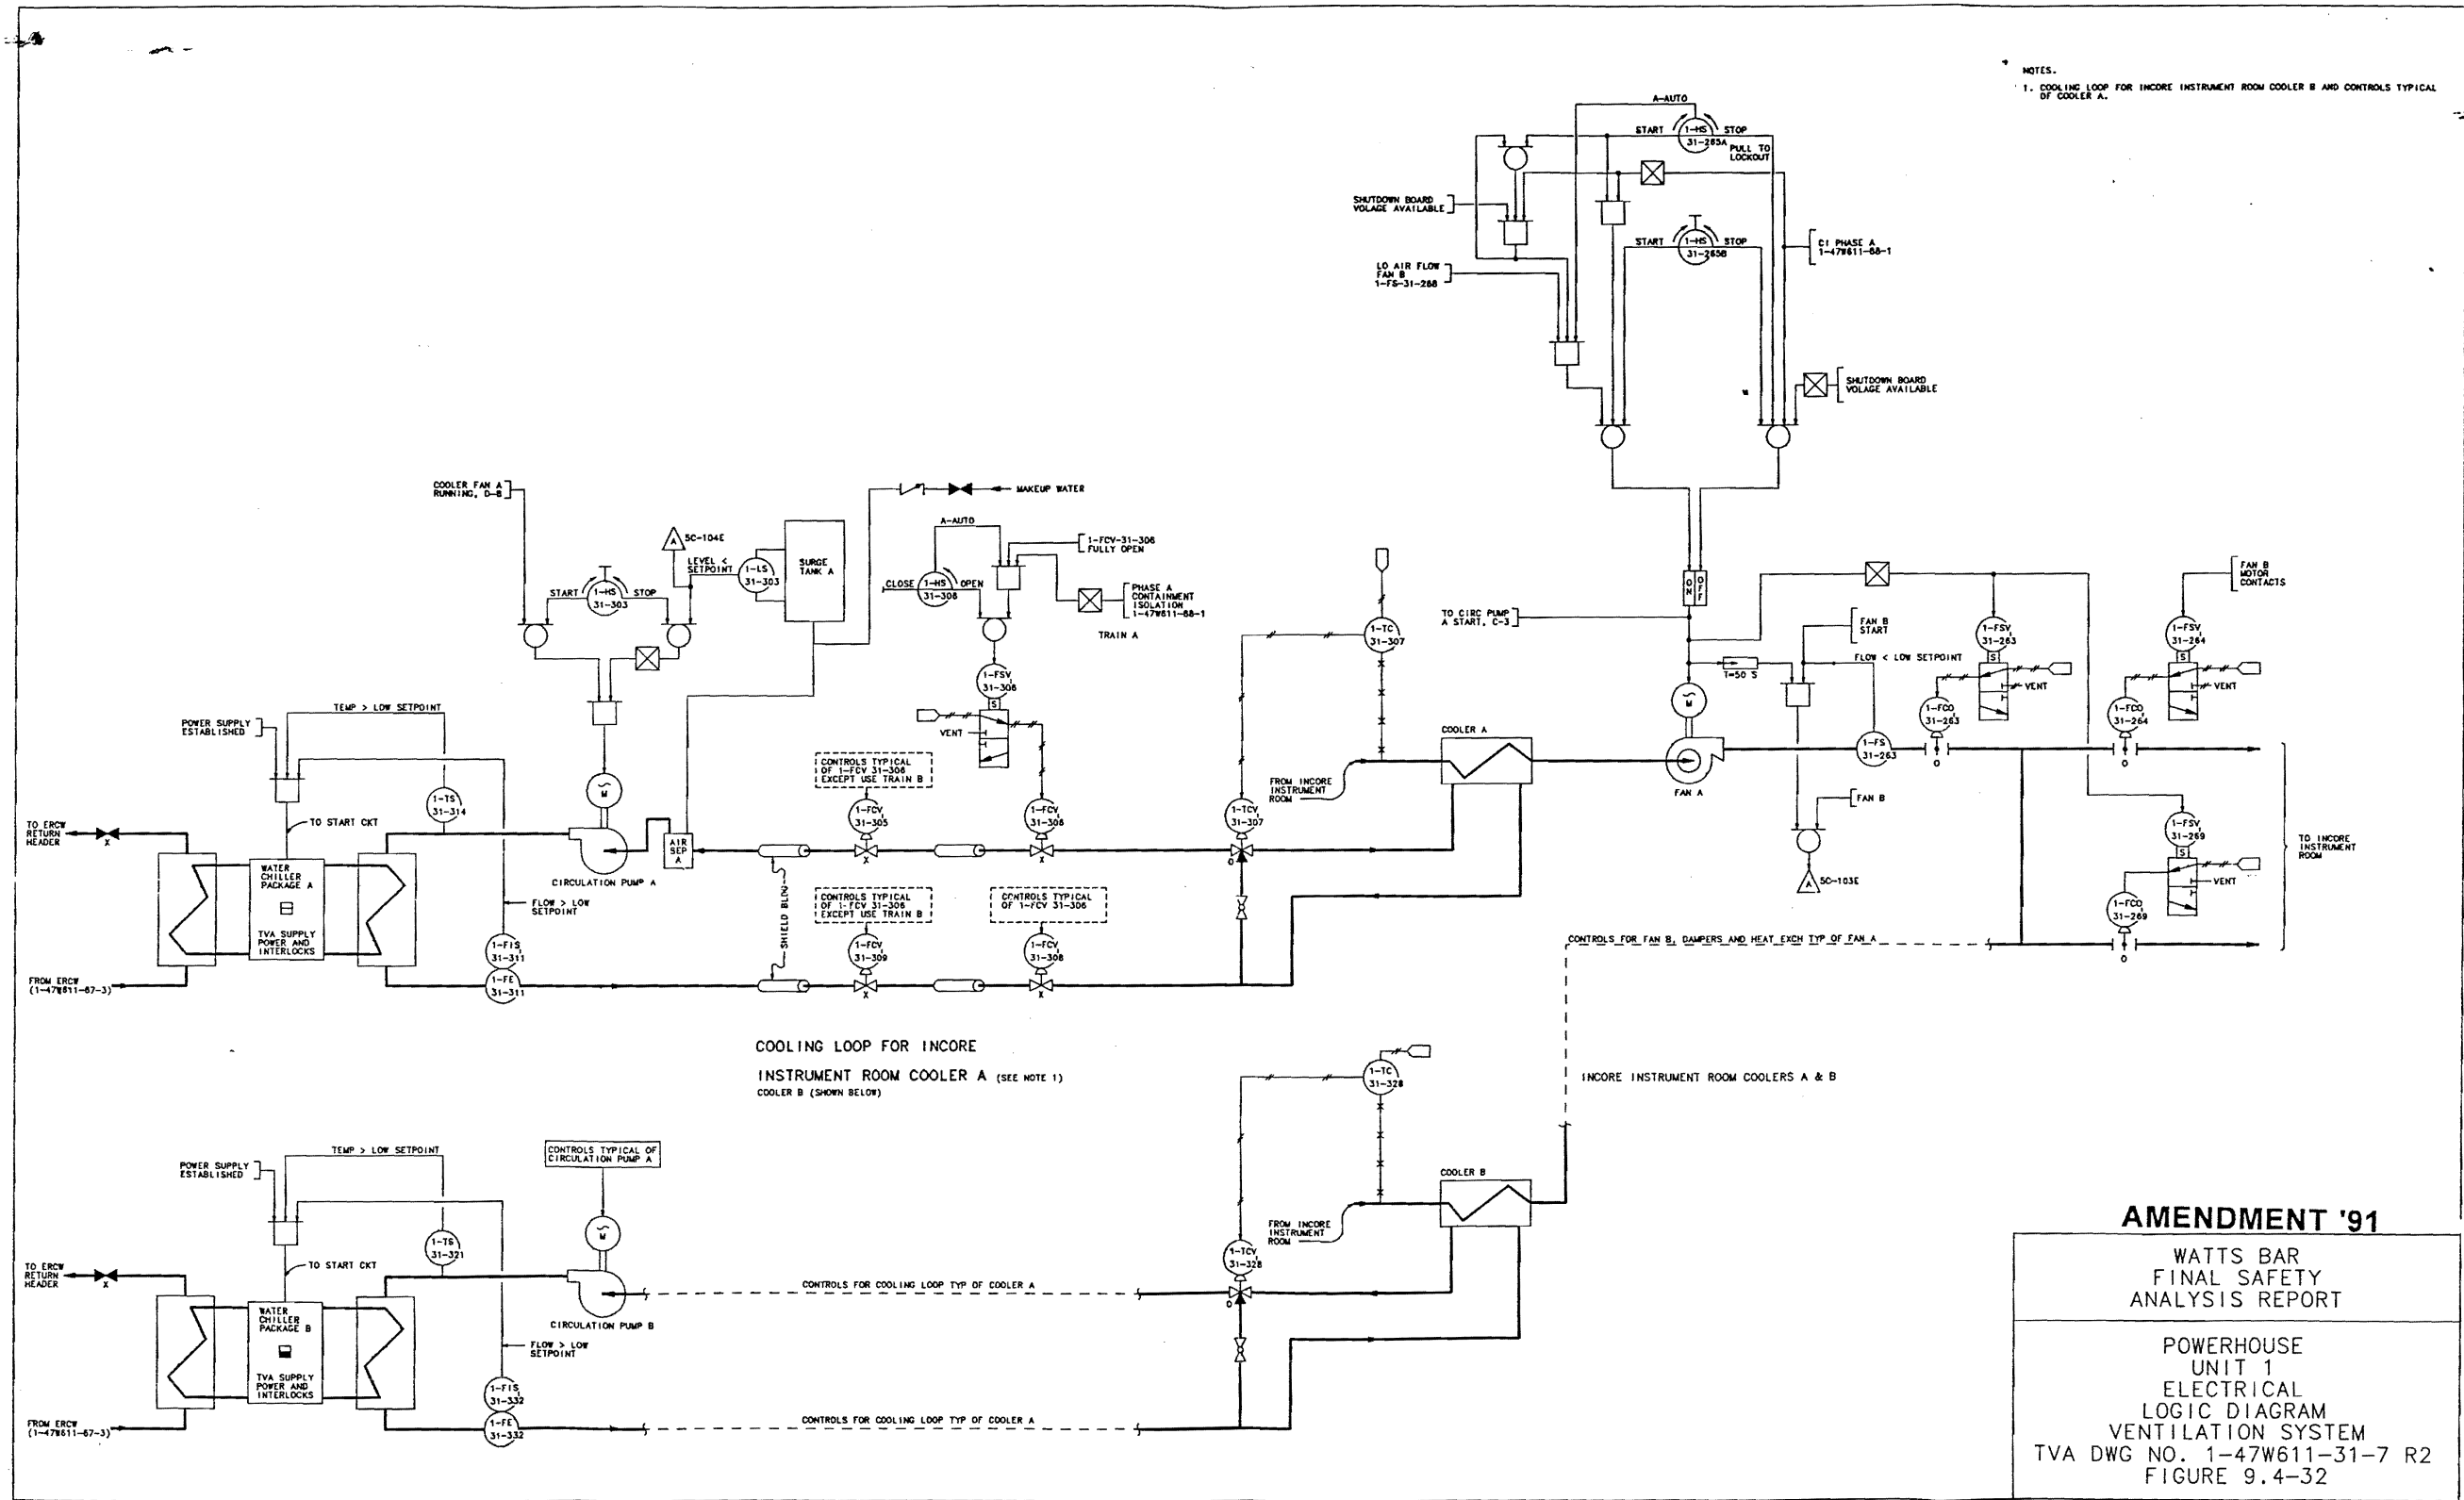 NOTES.
1. COOLING LOOP FOR INCORE INSTRUMENT ROOM COOLER B AND CONTROLS TYPICAL
OF COOLER A.
A-AUTO
START
1-HS
31-265A
STOP
PULL TO
LOCKOUT
SHUTDOWN BOARD
VOLAGE AVAILABLE
START
1-HS
31-265B
STOP
CI PHASE A
1-47W611-88-1
LO AIR FLOW
FAN B
1-FS-31-268
SHUTDOWN BOARD
VOLAGE AVAILABLE
COOLER FAN A
RUNNING, D-8
A
5C-104E
LEVEL <
SETPOINT
1-LS
31-303
SURGE
TANK A
MAKEUP WATER
START
1-HS
31-303
STOP
A-AUTO
CLOSE
1-HS
31-306
OPEN
1-FCV-31-306
FULLY OPEN
PHASE A
CONTAINMENT
ISOLATION
1-47W611-88-1
TRAIN A
1-FSV
31-306
S
VENT
1-TC
31-307
ON
OFF
TO CIRC PUMP
A START, C-3
T=50 S
FAN B
START
FLOW < LOW SETPOINT
1-FSV
31-263
S
VENT
FAN B
MOTOR
CONTACTS
1-FSV
31-264
S
VENT
1-FCO
31-263
1-FCO
31-264
M
FAN A
1-FS
31-263
O
O
POWER SUPPLY
ESTABLISHED
TEMP > LOW SETPOINT
1-TS
31-314
TO START CKT
M
CIRCULATION PUMP A
AIR
SEP
A
CONTROLS TYPICAL
OF 1-FCV 31-306
EXCEPT USE TRAIN B
1-FCV
31-305
X
1-FCV
31-306
X
1-TCV
31-307
O
FROM INCORE
INSTRUMENT
ROOM
COOLER A
FAN B
A
5C-103E
1-FSV
31-269
S
VENT
1-FCO
31-269
O
TO INCORE
INSTRUMENT
ROOM
TO ERCW
RETURN
HEADER
X
WATER
CHILLER
PACKAGE A
TVA SUPPLY
POWER AND
INTERLOCKS
FLOW > LOW
SETPOINT
1-FIS
31-311
1-FE
31-311
FROM ERCW
(1-47W611-67-3)
SHIELD BLDG
CONTROLS TYPICAL
OF 1-FCV 31-306
EXCEPT USE TRAIN B
1-FCV
31-309
X
CONTROLS TYPICAL
OF 1-FCV 31-306
1-FCV
31-308
X
CONTROLS FOR FAN B, DAMPERS AND HEAT EXCH TYP OF FAN A
COOLING LOOP FOR INCORE
INSTRUMENT ROOM COOLER A (SEE NOTE 1)
COOLER B (SHOWN BELOW)
INCORE INSTRUMENT ROOM COOLERS A & B
1-TC
31-328
POWER SUPPLY
ESTABLISHED
TEMP > LOW SETPOINT
1-TS
31-321
TO START CKT
CONTROLS TYPICAL OF
CIRCULATION PUMP A
M
CIRCULATION PUMP B
CONTROLS FOR COOLING LOOP TYP OF COOLER A
1-TCV
31-328
O
FROM INCORE
INSTRUMENT
ROOM
COOLER B
TO ERCW
RETURN
HEADER
X
WATER
CHILLER
PACKAGE B
TVA SUPPLY
POWER AND
INTERLOCKS
FLOW > LOW
SETPOINT
1-FIS
31-332
1-FE
31-332
FROM ERCW
(1-47W611-67-3)
CONTROLS FOR COOLING LOOP TYP OF COOLER A
AMENDMENT '91
WATTS BAR
FINAL SAFETY
ANALYSIS REPORT
POWERHOUSE
UNIT 1
ELECTRICAL
LOGIC DIAGRAM
VENTILATION SYSTEM
TVA DWG NO. 1-47W611-31-7 R2
FIGURE 9.4-32